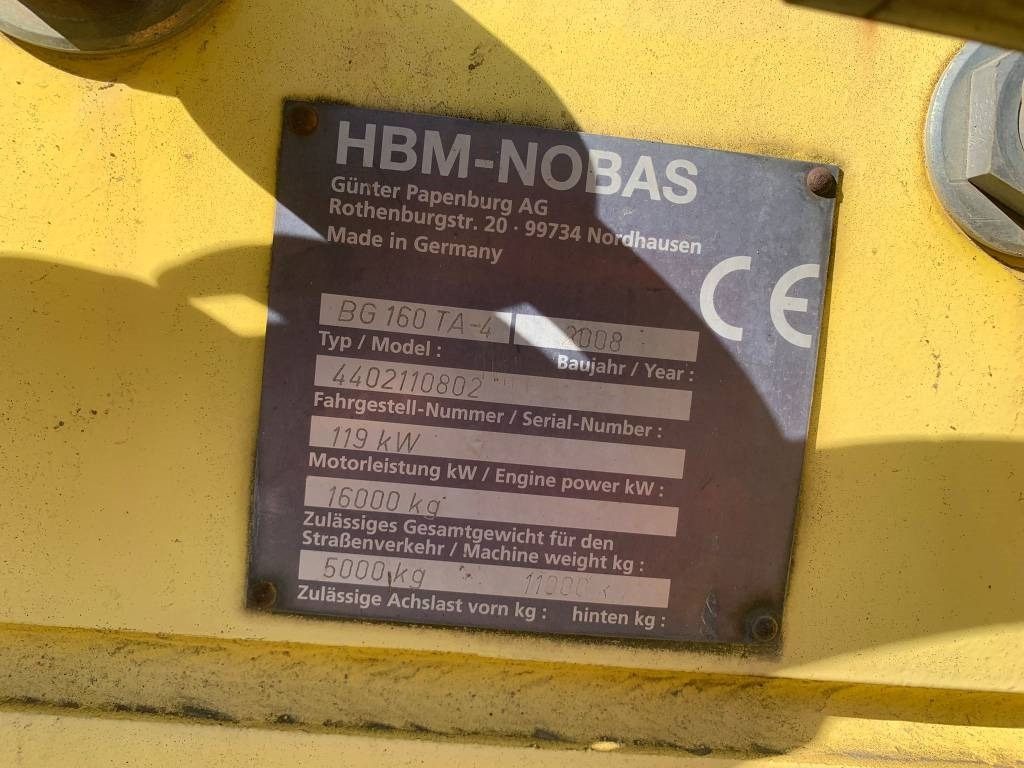 HBM-NOBAS
Günter Papenburg AG
Rothenburgstr. 20 · 99734 Nordhausen
Made in Germany
CE
BG 160 TA-4 2008
Typ / Model : Baujahr / Year :
4402110802
Fahrgestell-Nummer / Serial-Number :
119 kW
Motorleistung kW / Engine power kW :
16000 kg
Zulässiges Gesamtgewicht für den
Straßenverkehr / Machine weight kg :
5000 kg 11000
Zulässige Achslast vorn kg : hinten kg :